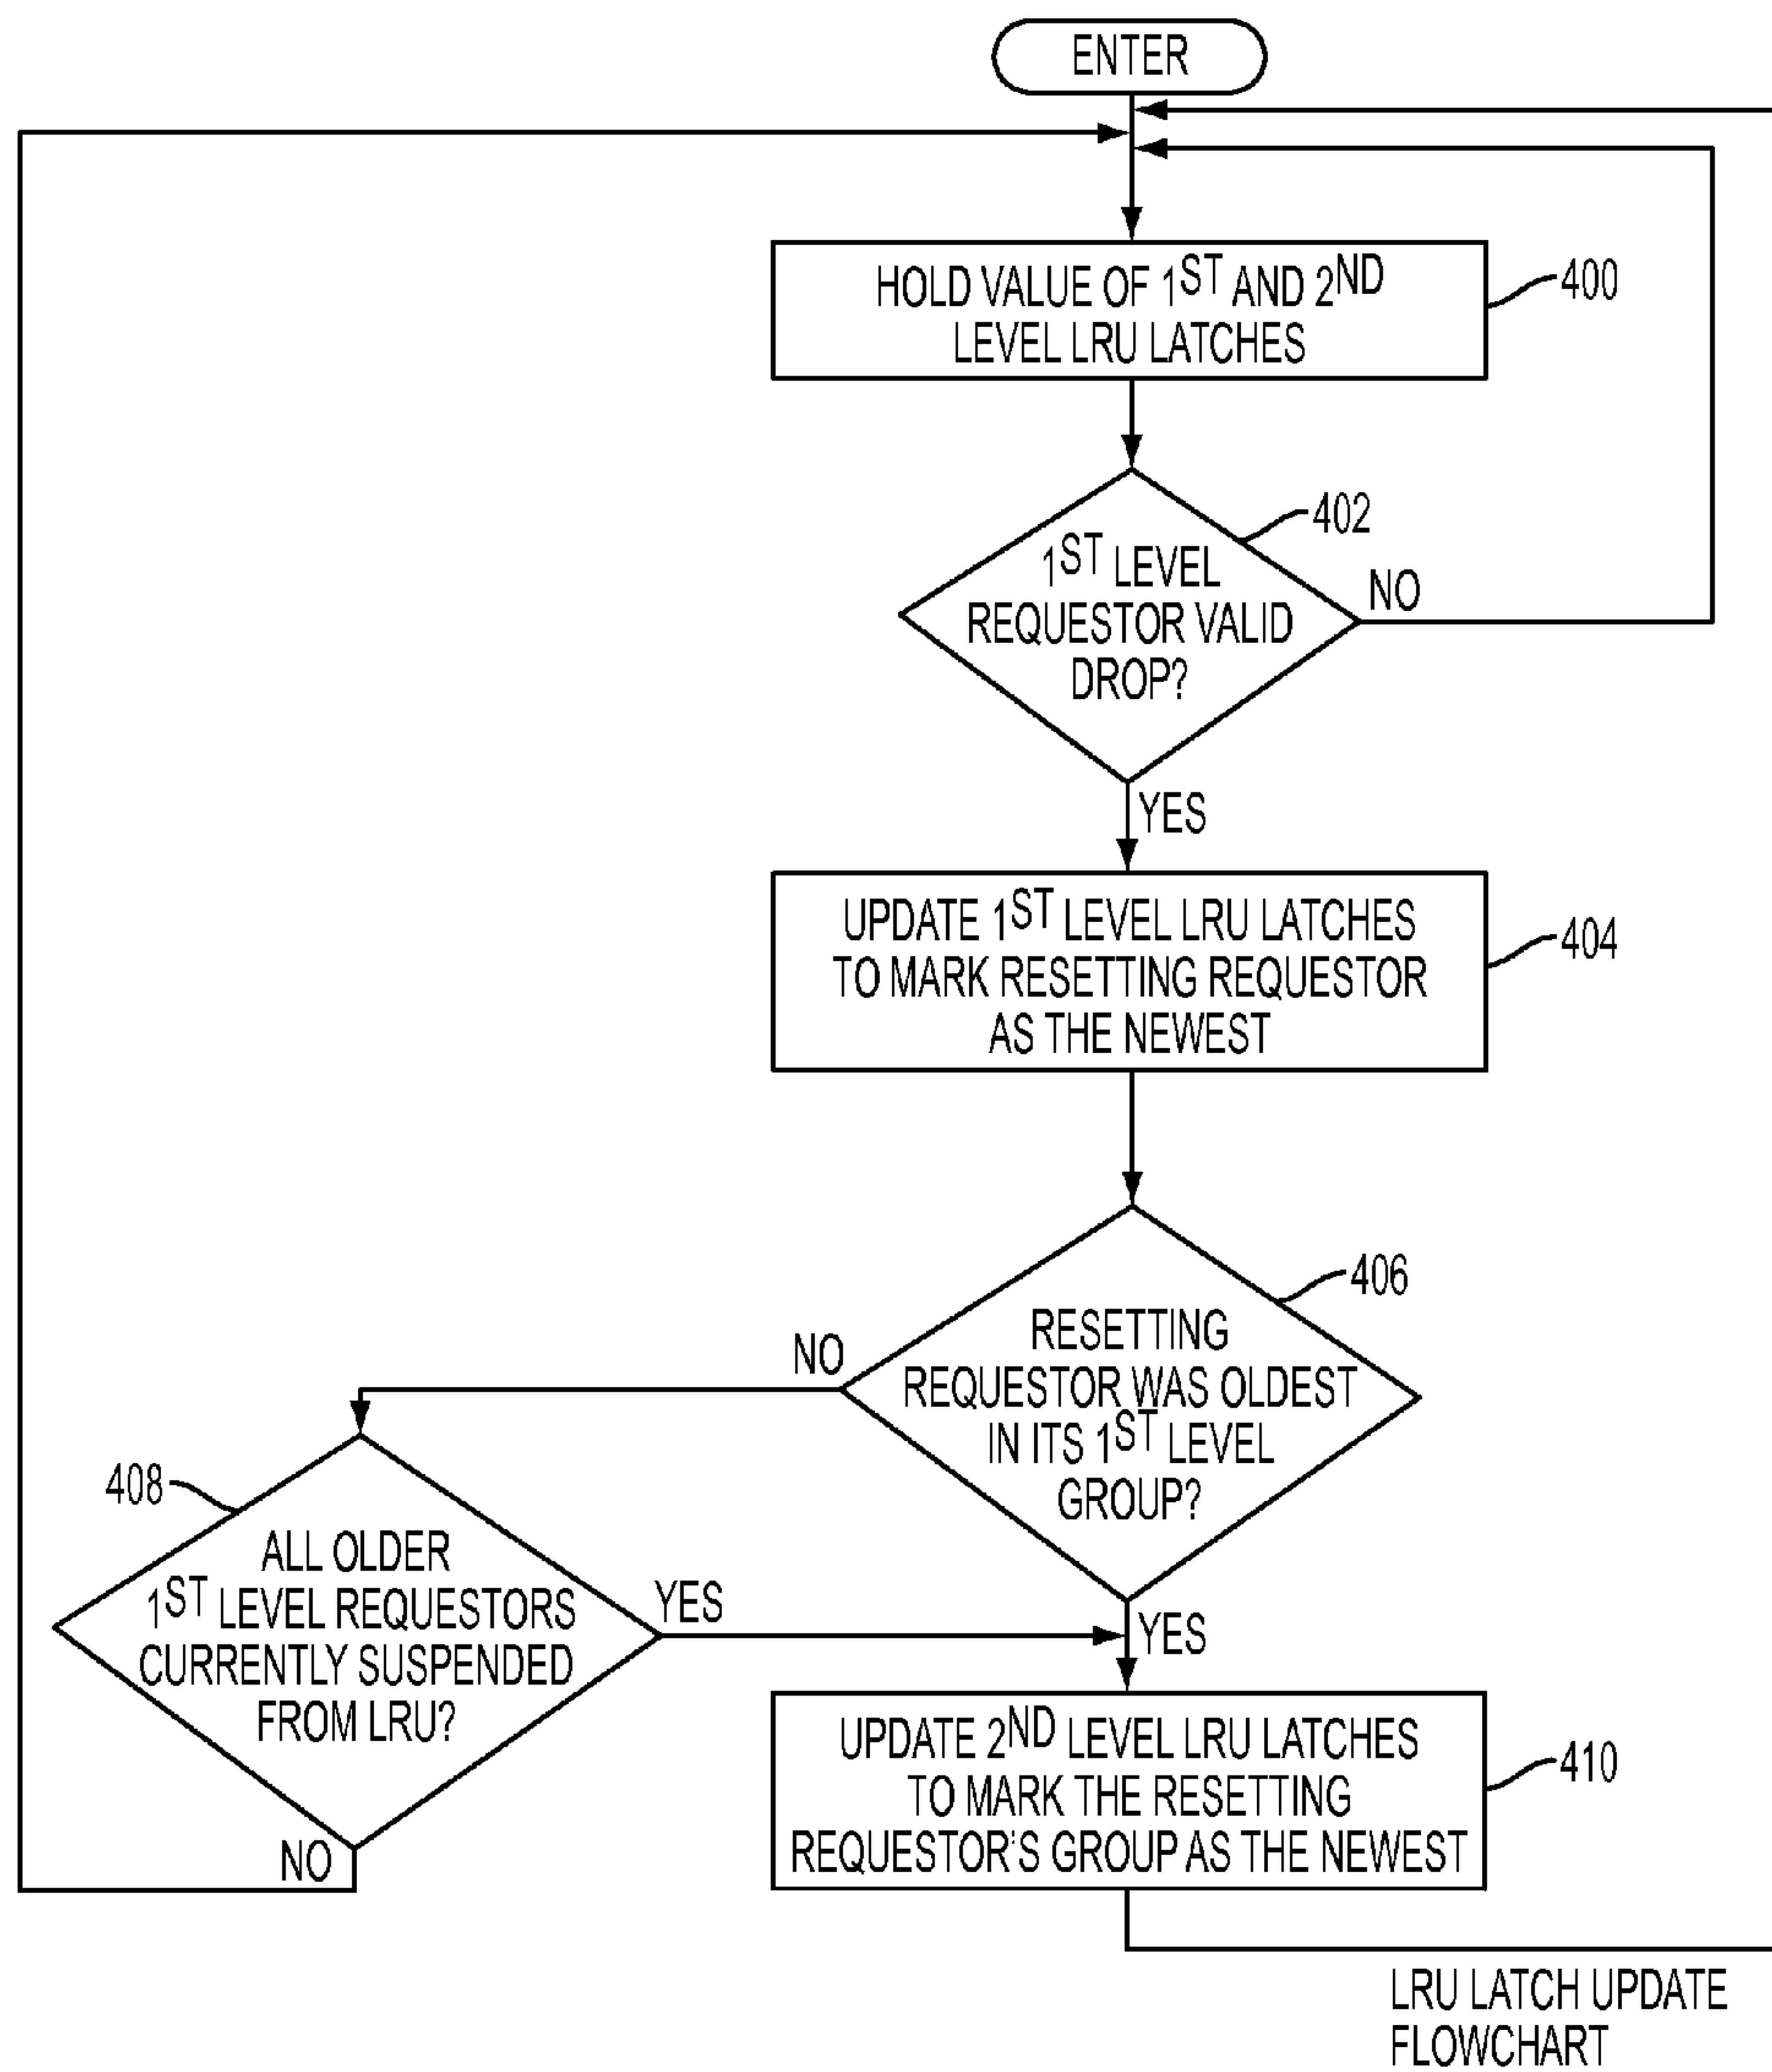 ENTER
HOLD VALUE OF 1ST AND 2ND
LEVEL LRU LATCHES
400
402
1ST LEVEL
REQUESTOR VALID
DROP?
NO
YES
UPDATE 1ST LEVEL LRU LATCHES
TO MARK RESETTING REQUESTOR
AS THE NEWEST
404
406
RESETTING
REQUESTOR WAS OLDEST
IN ITS 1ST LEVEL
GROUP?
NO
408
ALL OLDER
1ST LEVEL REQUESTORS
CURRENTLY SUSPENDED
FROM LRU?
YES
YES
NO
UPDATE 2ND LEVEL LRU LATCHES
TO MARK THE RESETTING
REQUESTOR'S GROUP AS THE NEWEST
410
LRU LATCH UPDATE
FLOWCHART